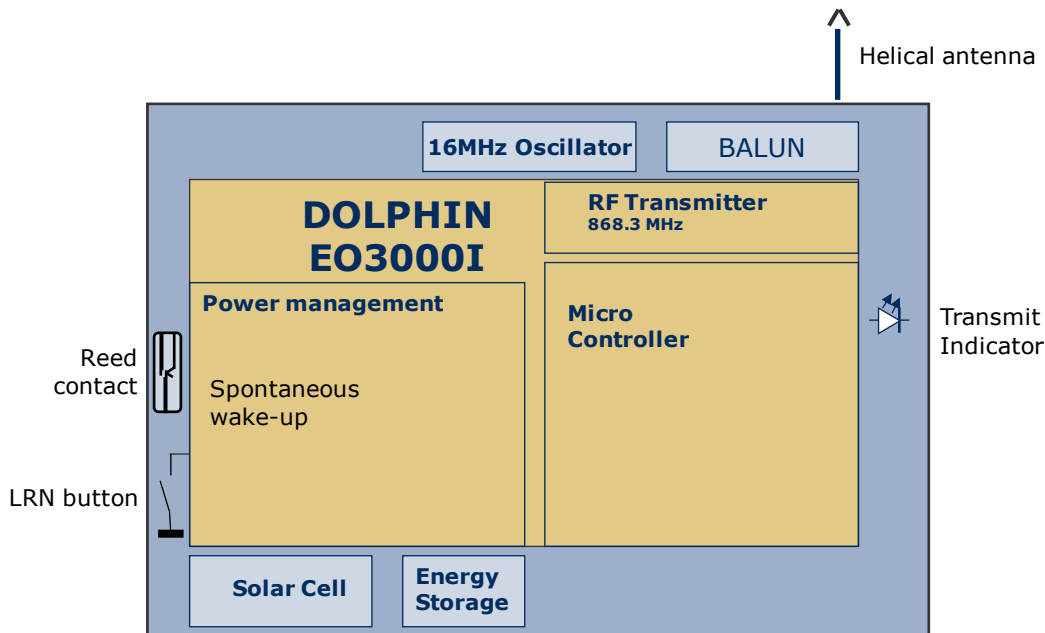 Helical antenna
16MHz Oscillator
BALUN
DOLPHIN
EO3000I
RF Transmitter
868.3 MHz
Power management
Micro
Controller
Transmit
Indicator
Reed
contact
Spontaneous
wake-up
LRN button
Solar Cell
Energy
Storage